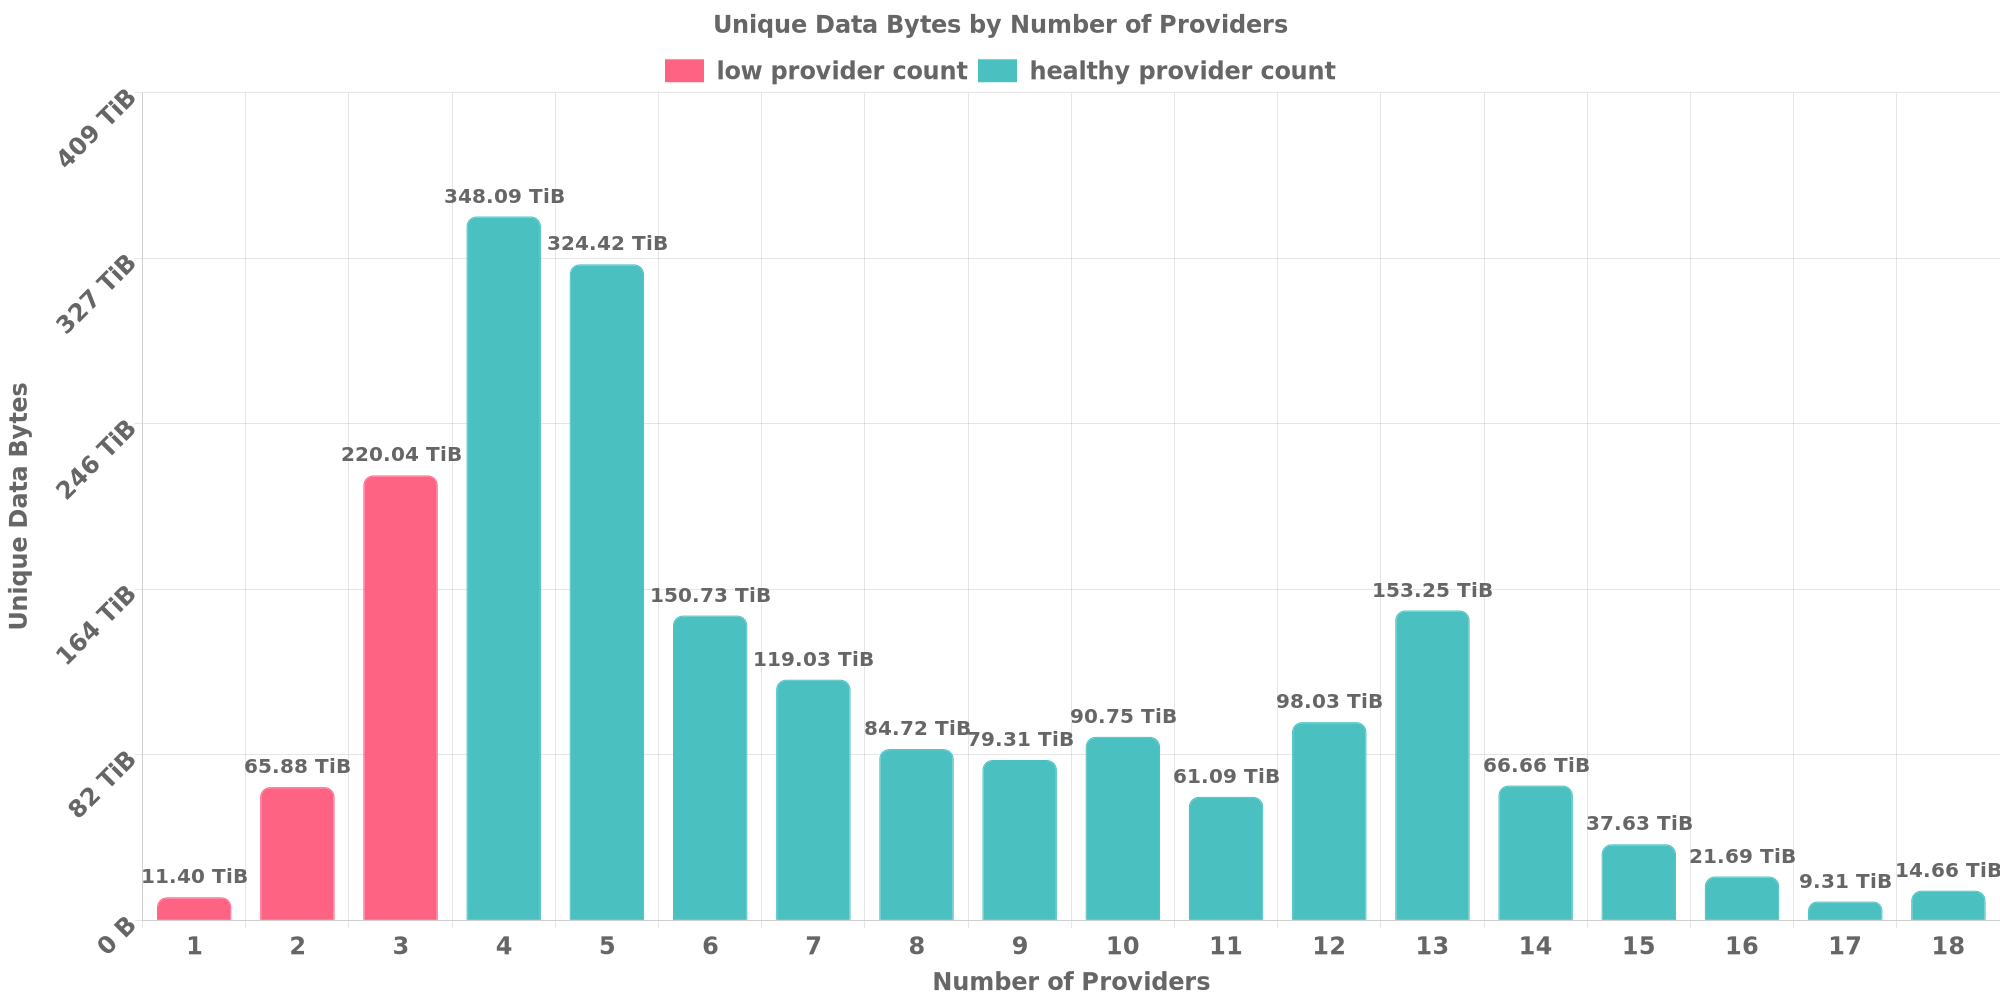 Unique Data Bytes by Number of Providers
low provider count healthy provider count
409 TiB
327 TiB
246 TiB
164 TiB
82 TiB
0 B
Unique Data Bytes
11.40 TiB
65.88 TiB
220.04 TiB
348.09 TiB
324.42 TiB
150.73 TiB
119.03 TiB
84.72 TiB
79.31 TiB
90.75 TiB
61.09 TiB
98.03 TiB
153.25 TiB
66.66 TiB
37.63 TiB
21.69 TiB
9.31 TiB
14.66 TiB
1 2 3 4 5 6 7 8 9 10 11 12 13 14 15 16 17 18
Number of Providers